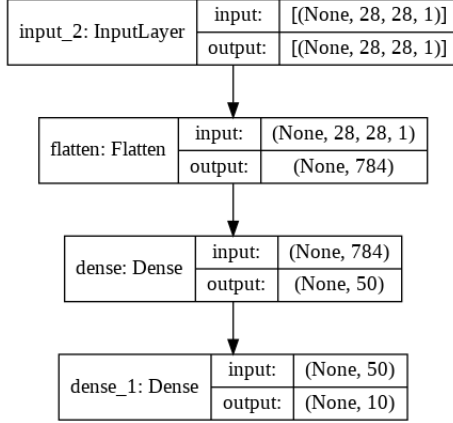 input_2: InputLayer input: [(None, 28, 28, 1)]
output: [(None, 28, 28, 1)]
flatten: Flatten input: (None, 28, 28, 1)
output: (None, 784)
dense: Dense input: (None, 784)
output: (None, 50)
dense_1: Dense input: (None, 50)
output: (None, 10)